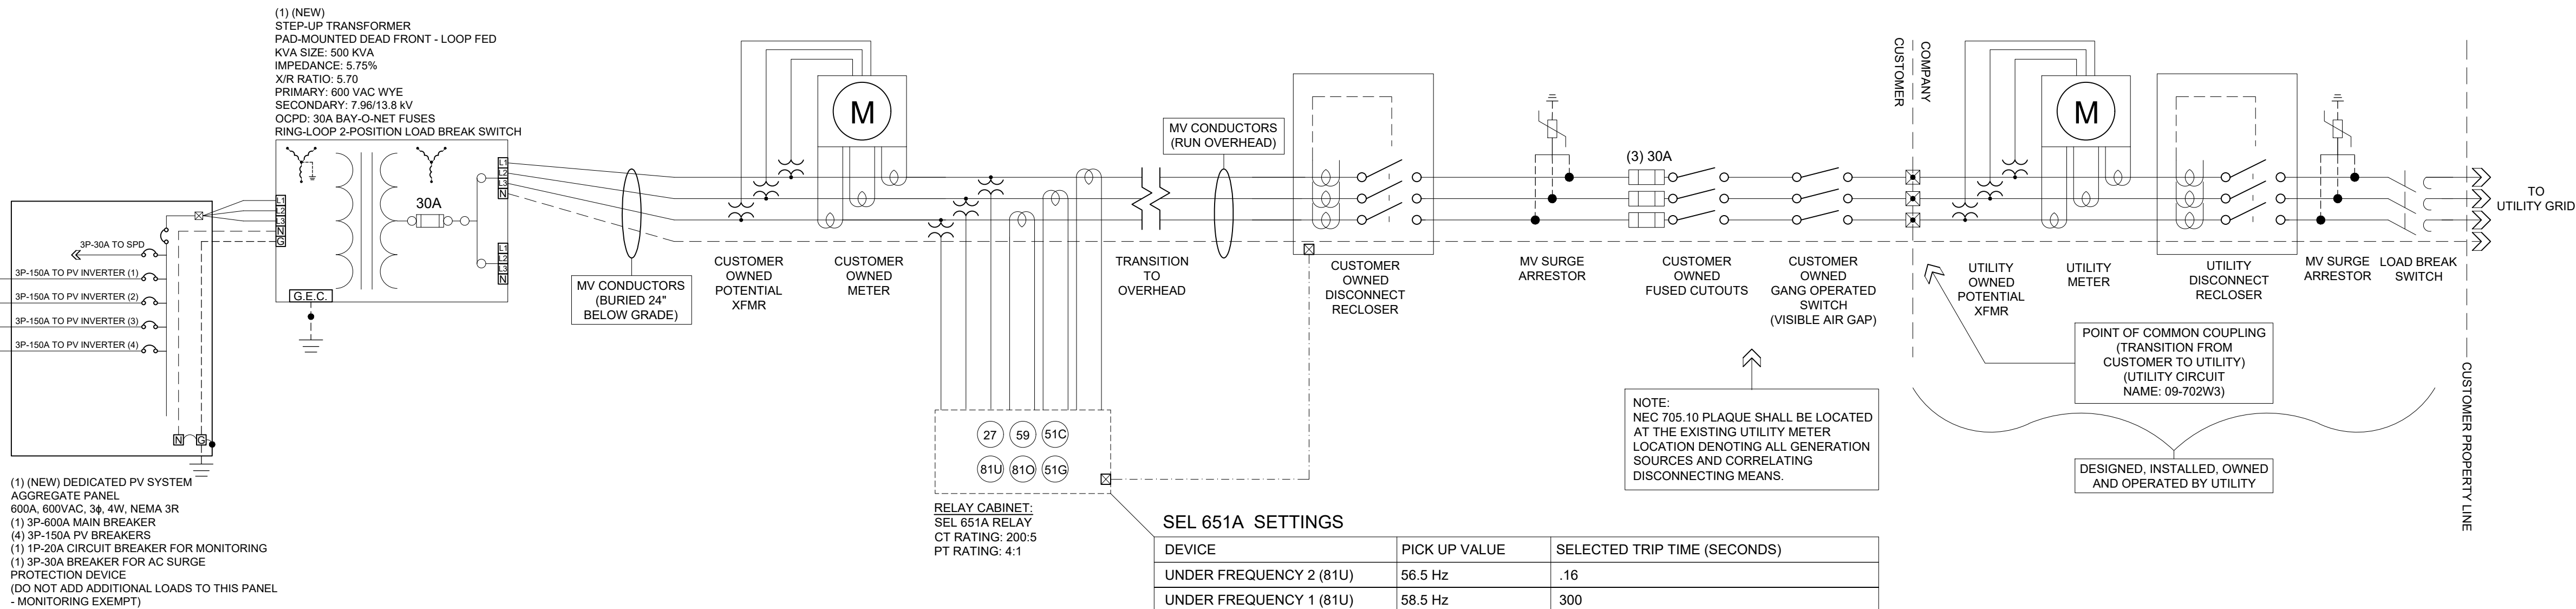 (1) (NEW)
STEP-UP TRANSFORMER
PAD-MOUNTED DEAD FRONT - LOOP FED
KVA SIZE: 500 KVA
IMPEDANCE: 5.75%
X/R RATIO: 5.70
PRIMARY: 600 VAC WYE
SECONDARY: 7.96/13.8 kV
OCPD: 30A BAY-O-NET FUSES
RING-LOOP 2-POSITION LOAD BREAK SWITCH
L1
L2
L3
N
G
30A
L1
L2
L3
N
L1
L2
L3
N
G.E.C.
3P-30A TO SPD
3P-150A TO PV INVERTER (1)
3P-150A TO PV INVERTER (2)
3P-150A TO PV INVERTER (3)
3P-150A TO PV INVERTER (4)
N
G
(1) (NEW) DEDICATED PV SYSTEM
AGGREGATE PANEL
600A, 600VAC, 3ϕ, 4W, NEMA 3R
(1) 3P-600A MAIN BREAKER
(4) 3P-150A PV BREAKERS
(1) 1P-20A CIRCUIT BREAKER FOR MONITORING
(1) 3P-30A BREAKER FOR AC SURGE
PROTECTION DEVICE
(DO NOT ADD ADDITIONAL LOADS TO THIS PANEL
- MONITORING EXEMPT)
MV CONDUCTORS
(BURIED 24"
BELOW GRADE)
CUSTOMER
OWNED
POTENTIAL
XFMR
M
CUSTOMER
OWNED
METER
27
59
51C
81U
81O
51G
RELAY CABINET:
SEL 651A RELAY
CT RATING: 200:5
PT RATING: 4:1
TRANSITION
TO
OVERHEAD
MV CONDUCTORS
(RUN OVERHEAD)
CUSTOMER
OWNED
DISCONNECT
RECLOSER
MV SURGE
ARRESTOR
(3) 30A
CUSTOMER
OWNED
FUSED CUTOUTS
CUSTOMER
OWNED
GANG OPERATED
SWITCH
(VISIBLE AIR GAP)
NOTE:
NEC 705.10 PLAQUE SHALL BE LOCATED
AT THE EXISTING UTILITY METER
LOCATION DENOTING ALL GENERATION
SOURCES AND CORRELATING
DISCONNECTING MEANS.
CUSTOMER
COMPANY
UTILITY
OWNED
POTENTIAL
XFMR
M
UTILITY
METER
UTILITY
DISCONNECT
RECLOSER
MV SURGE
ARRESTOR
LOAD BREAK
SWITCH
TO
UTILITY GRID
POINT OF COMMON COUPLING
(TRANSITION FROM
CUSTOMER TO UTILITY)
(UTILITY CIRCUIT
NAME: 09-702W3)
DESIGNED, INSTALLED, OWNED
AND OPERATED BY UTILITY
CUSTOMER PROPERTY LINE
SEL 651A SETTINGS
DEVICE PICK UP VALUE SELECTED TRIP TIME (SECONDS)
UNDER FREQUENCY 2 (81U) 56.5 Hz .16
UNDER FREQUENCY 1 (81U) 58.5 Hz 300